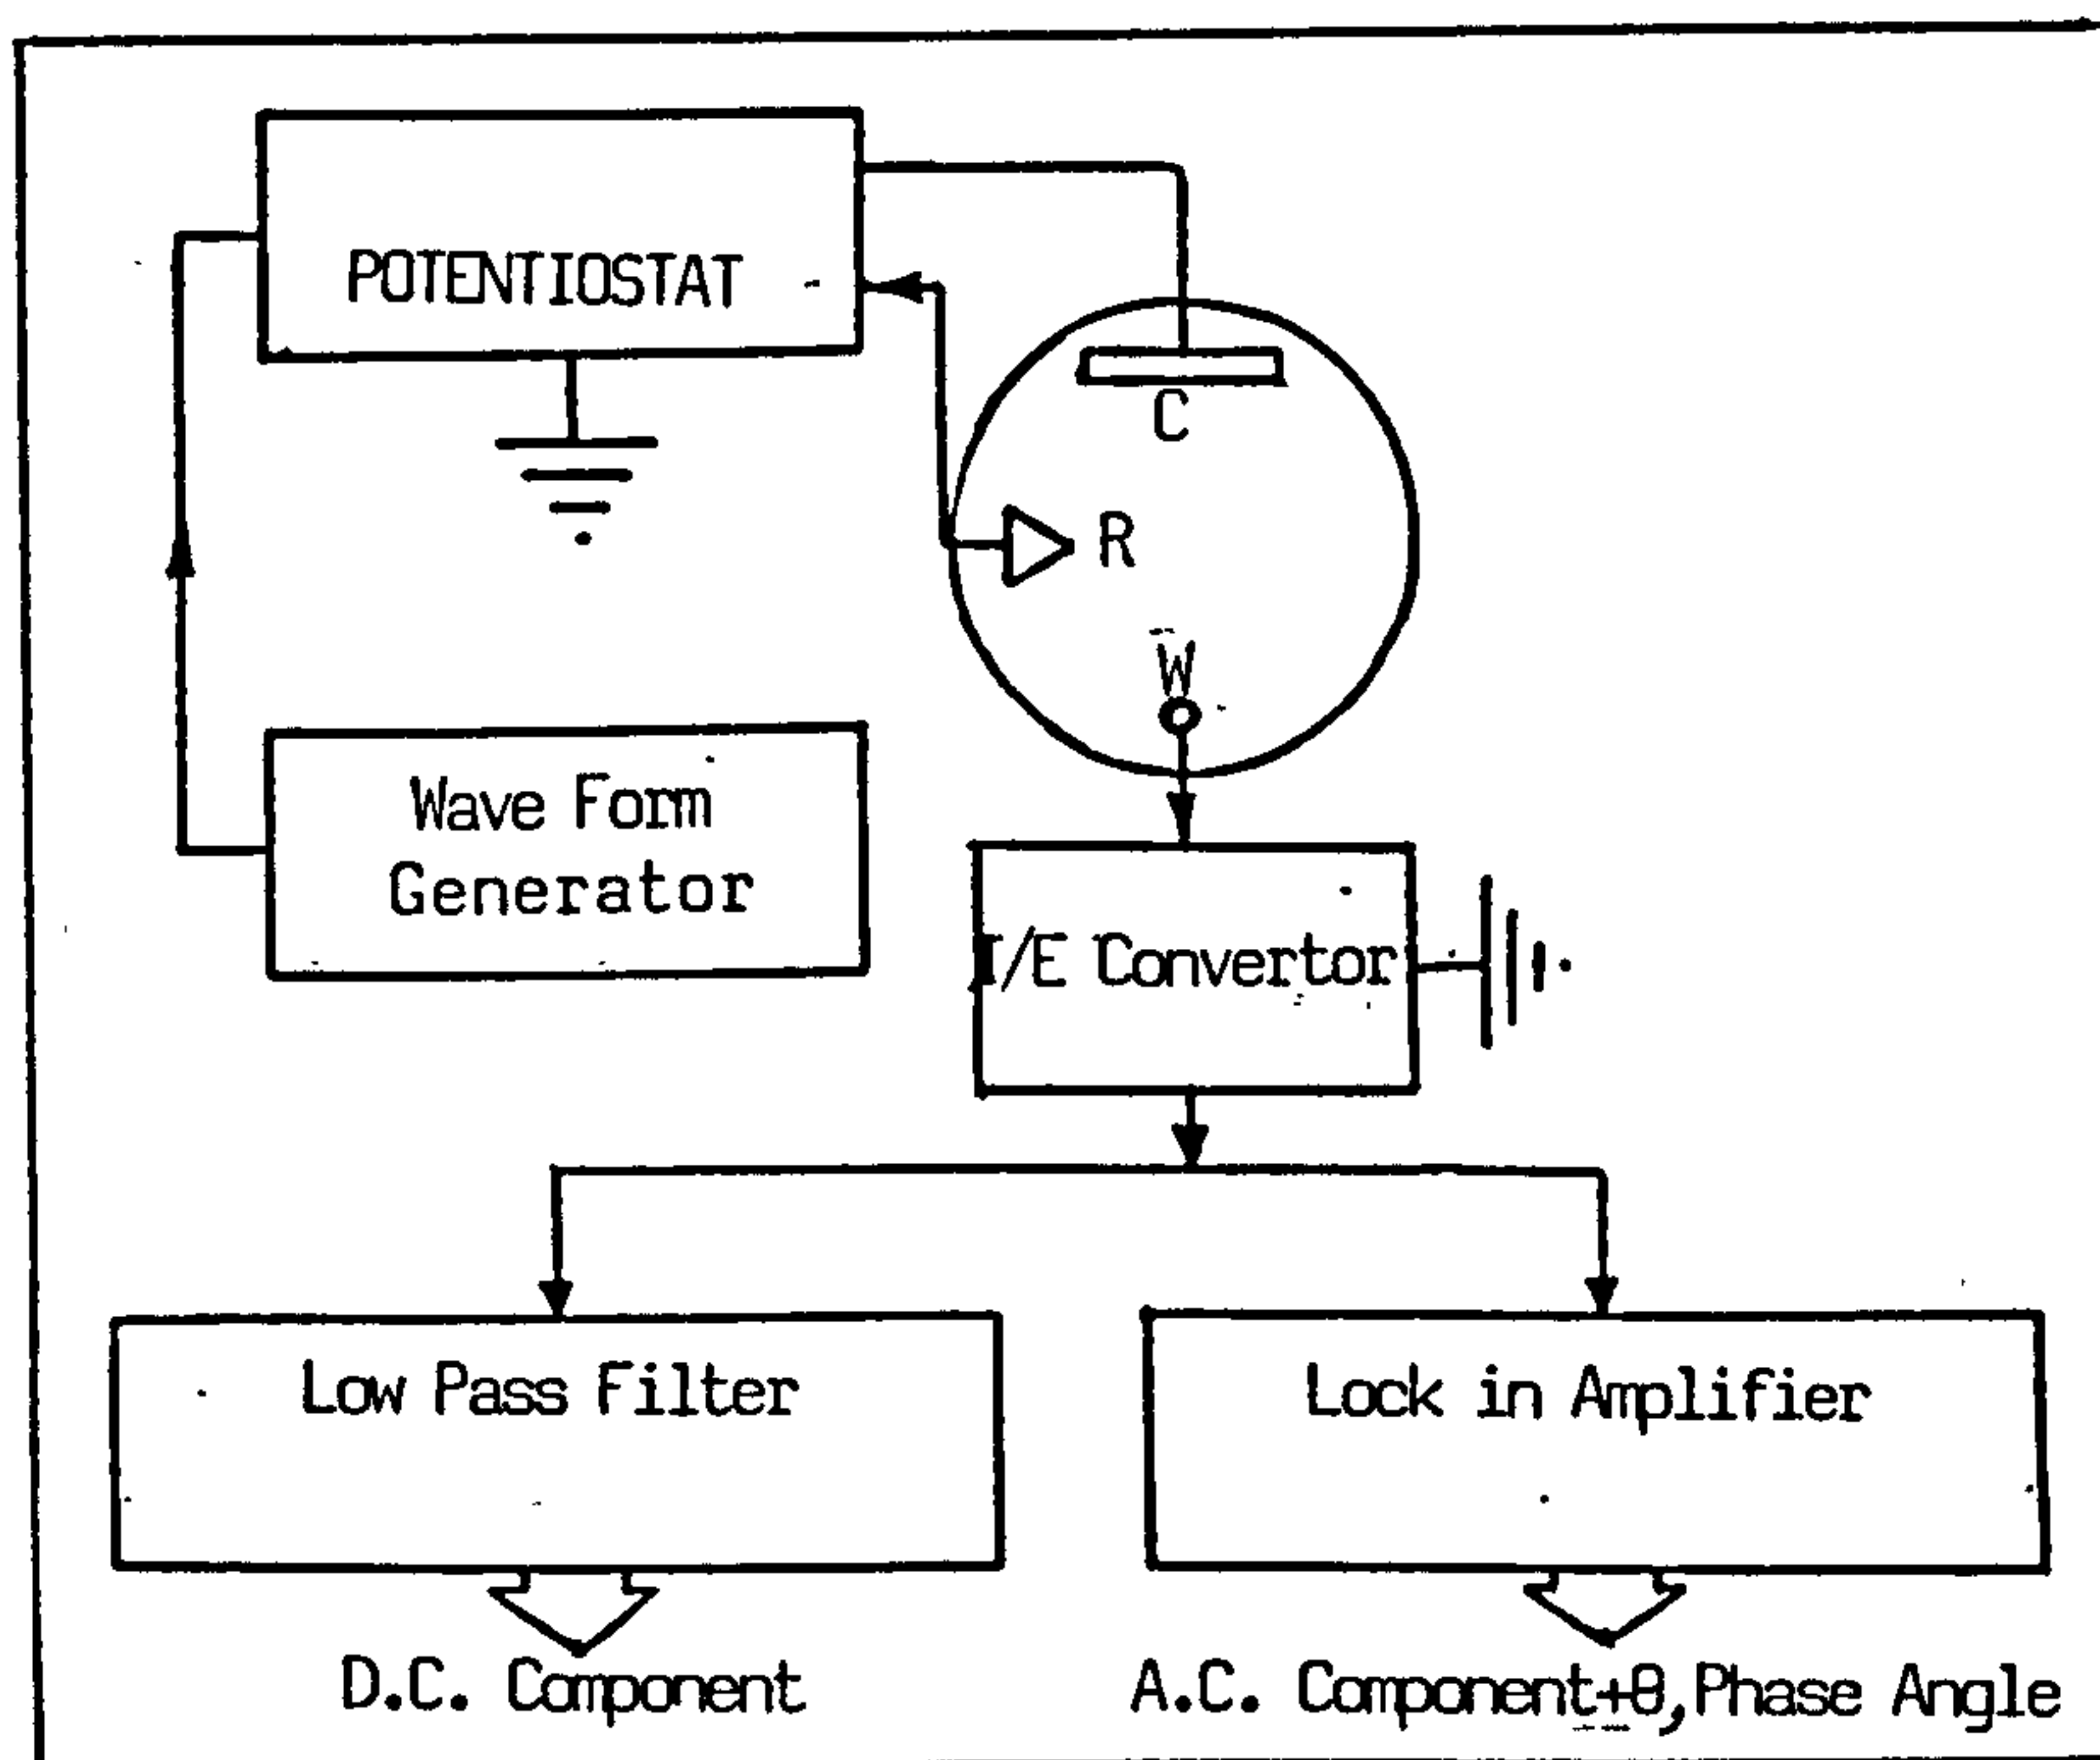 POTENTIOSTAT
C
R
W
Wave Form
Generator
I/E Convertor
Low Pass Filter
Lock in Amplifier
D.C. Component
A.C. Component+θ,Phase Angle